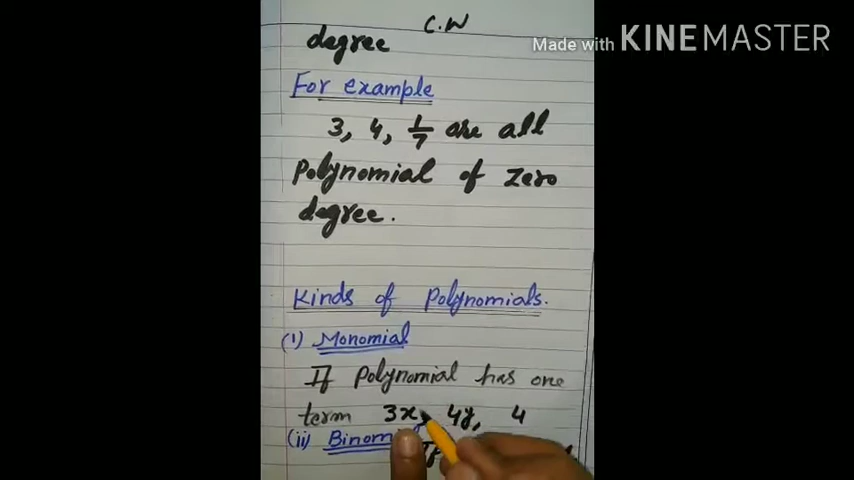 C.W
Made with KINEMASTER
degree
For example
3, 4, 1/7 are all
Polynomial of Zero
degree.
Kinds of Polynomials.
(i) Monomial
If Polynomial has one
term 3x, 4y, 4
(ii)